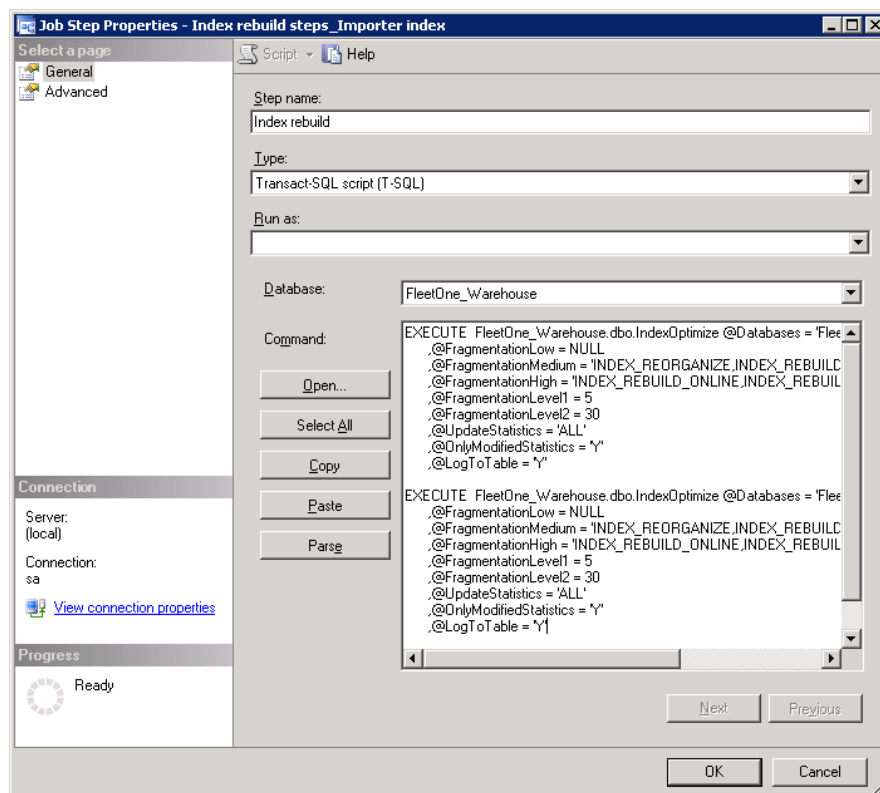 Job Step Properties - Index rebuild steps_Importer index
Select a page
General
Advanced
Script
Help
Step name:
Index rebuild
Type:
Transact-SQL script (T-SQL)
Run as:
Database:
FleetOne_Warehouse
Command:
Open...
Select All
Copy
Paste
Parse
EXECUTE FleetOne_Warehouse.dbo.IndexOptimize @Databases = 'Flee
,@FragmentationLow = NULL
,@FragmentationMedium = 'INDEX_REORGANIZE,INDEX_REBUILD
,@FragmentationHigh = 'INDEX_REBUILD_ONLINE,INDEX_REBUIL
,@FragmentationLevel1 = 5
,@FragmentationLevel2 = 30
,@UpdateStatistics = 'ALL'
,@OnlyModifiedStatistics = 'Y'
,@LogToTable = 'Y'
EXECUTE FleetOne_Warehouse.dbo.IndexOptimize @Databases = 'Flee
,@FragmentationLow = NULL
,@FragmentationMedium = 'INDEX_REORGANIZE,INDEX_REBUILD
,@FragmentationHigh = 'INDEX_REBUILD_ONLINE,INDEX_REBUIL
,@FragmentationLevel1 = 5
,@FragmentationLevel2 = 30
,@UpdateStatistics = 'ALL'
,@OnlyModifiedStatistics = 'Y'
,@LogToTable = 'Y'
Connection
Server:
(local)
Connection:
sa
View connection properties
Progress
Ready
Next
Previous
OK
Cancel